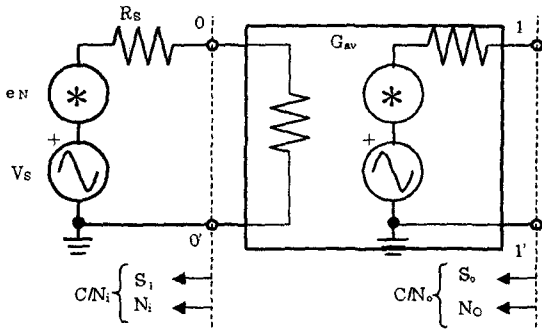 Rs
0
Gav
1
eN
*
*
+
+
Vs
0'
1'
C/Ni { Si
Ni
C/No { So
No